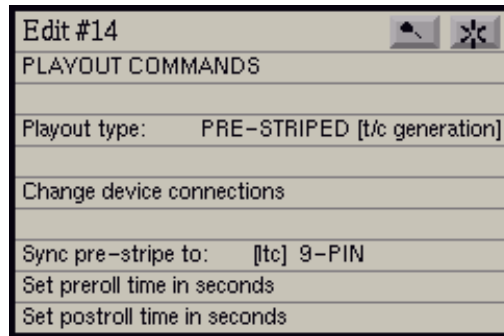 Edit #14
PLAYOUT COMMANDS
Playout type: PRE-STRIPED [t/c generation]
Change device connections
Sync pre-stripe to: [ltc] 9-PIN
Set preroll time in seconds
Set postroll time in seconds